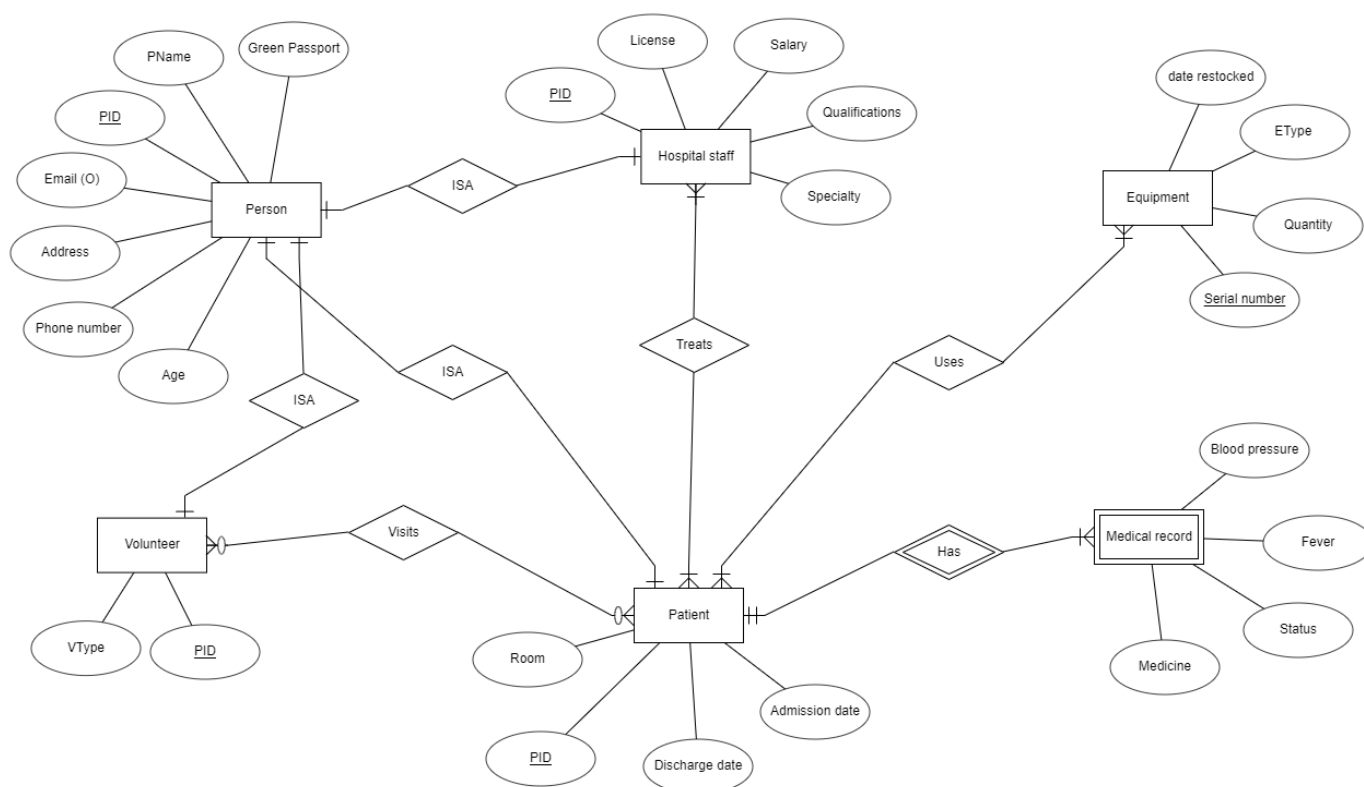 Green Passport
PName
PID
Email (O)
Address
Phone number
Age
Person
ISA
License
Salary
PID
Qualifications
Specialty
Hospital staff
date restocked
EType
Quantity
Serial number
Equipment
ISA
ISA
Treats
Uses
Volunteer
VType
PID
Visits
Patient
Room
PID
Discharge date
Admission date
Has
Medical record
Blood pressure
Fever
Status
Medicine